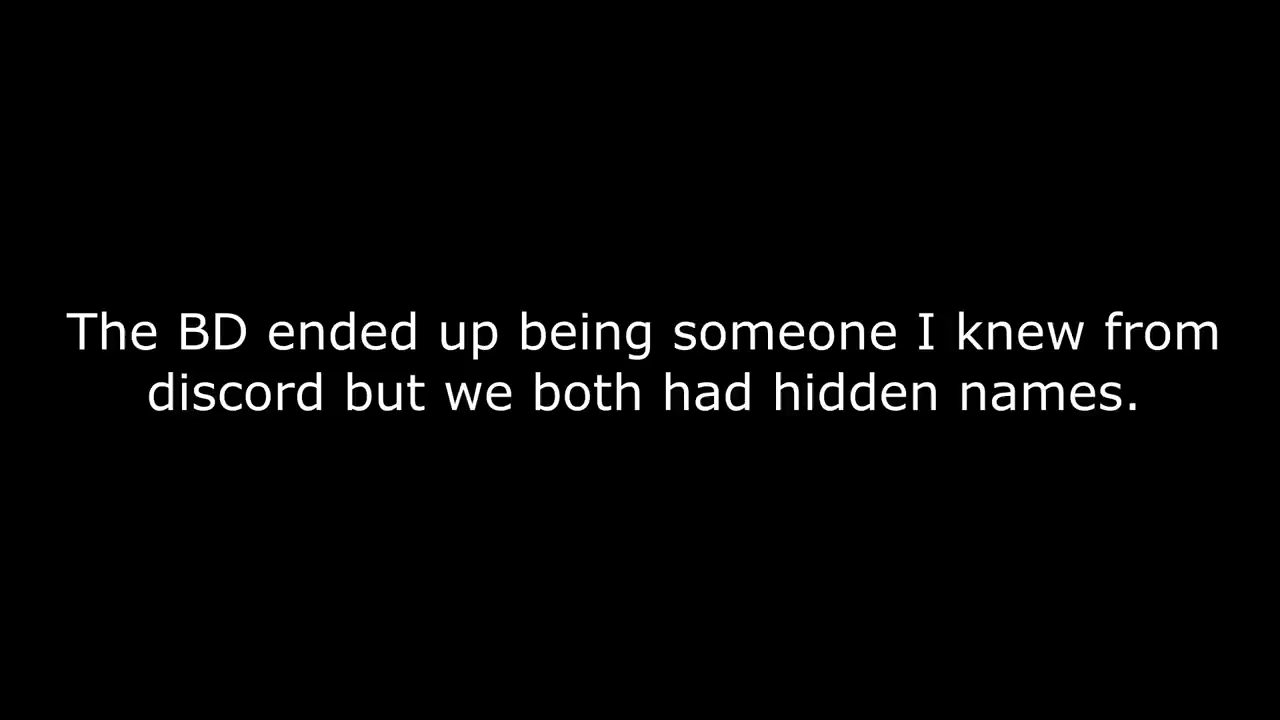 The BD ended up being someone I knew from
discord but we both had hidden names.